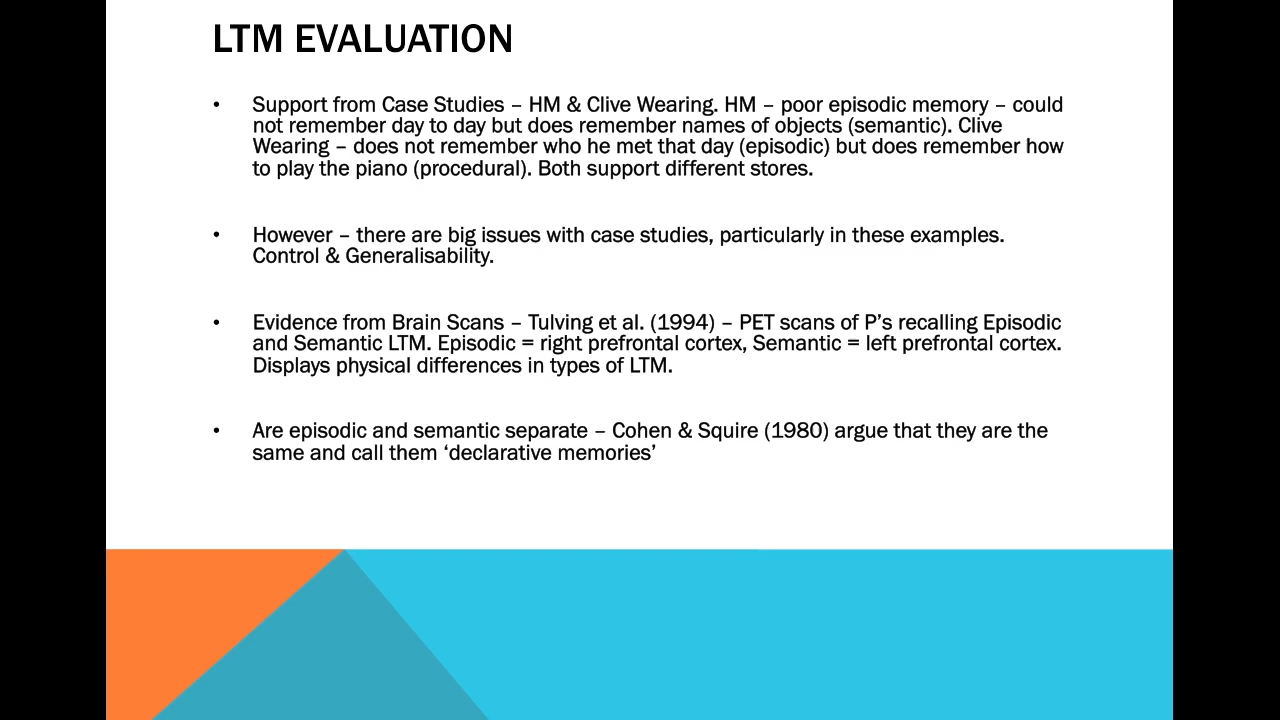 LTM EVALUATION
• Support from Case Studies – HM & Clive Wearing. HM – poor episodic memory – could
not remember day to day but does remember names of objects (semantic). Clive
Wearing – does not remember who he met that day (episodic) but does remember how
to play the piano (procedural). Both support different stores.
• However – there are big issues with case studies, particularly in these examples.
Control & Generalisability.
• Evidence from Brain Scans – Tulving et al. (1994) – PET scans of P’s recalling Episodic
and Semantic LTM. Episodic = right prefrontal cortex, Semantic = left prefrontal cortex.
Displays physical differences in types of LTM.
• Are episodic and semantic separate – Cohen & Squire (1980) argue that they are the
same and call them ‘declarative memories’